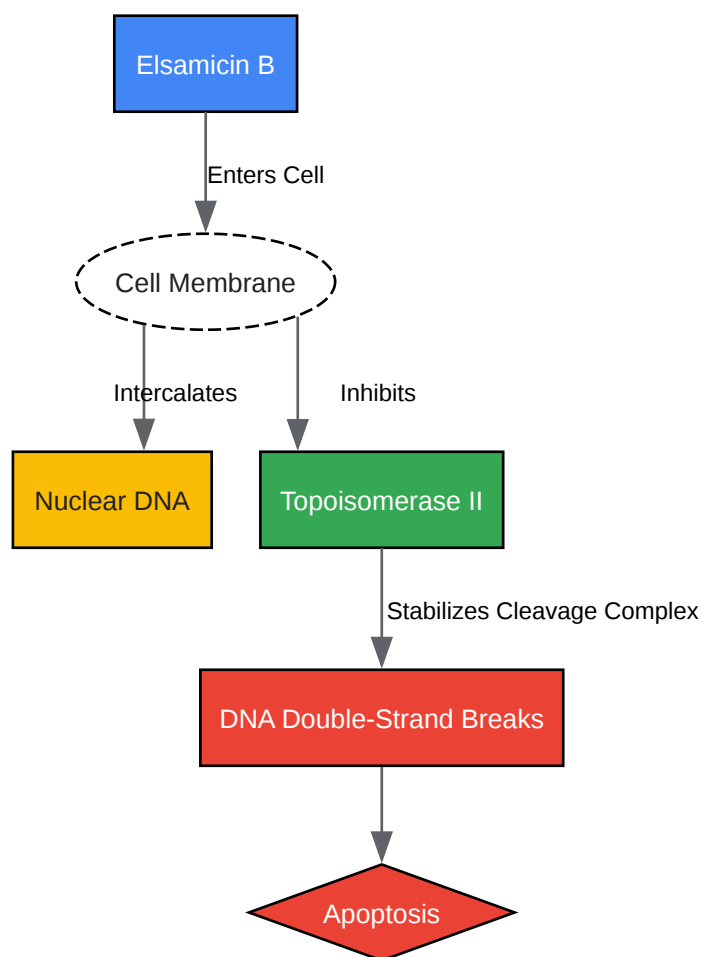 Elsamicin B
Enters Cell
Cell Membrane
Intercalates
Inhibits
Nuclear DNA
Topoisomerase II
Stabilizes Cleavage Complex
DNA Double-Strand Breaks
Apoptosis